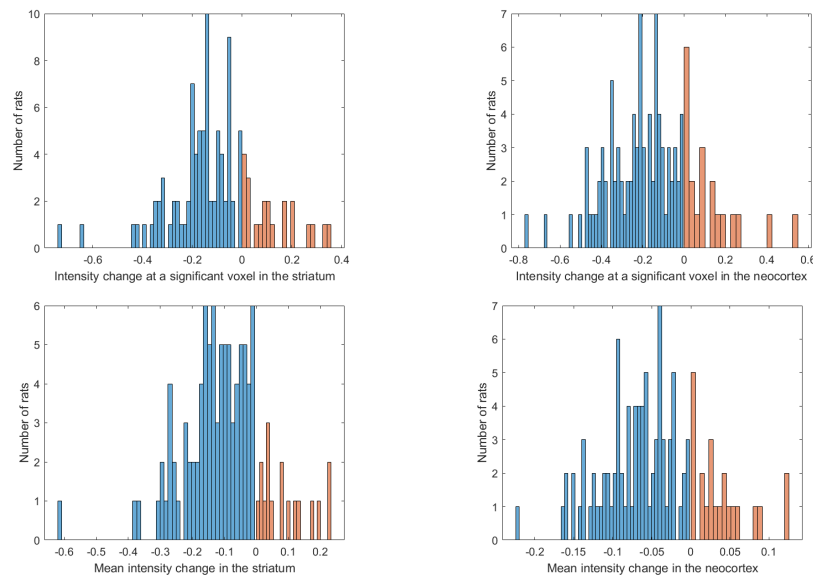 10
8
6
4
2
0
Number of rats
-0.6 -0.4 -0.2 0 0.2 0.4
Intensity change at a significant voxel in the striatum
7
6
5
4
3
2
1
0
Number of rats
-0.8 -0.6 -0.4 -0.2 0 0.2 0.4 0.6
Intensity change at a significant voxel in the neocortex
6
5
4
3
2
1
0
Number of rats
-0.6 -0.5 -0.4 -0.3 -0.2 -0.1 0 0.1 0.2
Mean intensity change in the striatum
7
6
5
4
3
2
1
0
Number of rats
-0.2 -0.15 -0.1 -0.05 0 0.05 0.1
Mean intensity change in the neocortex